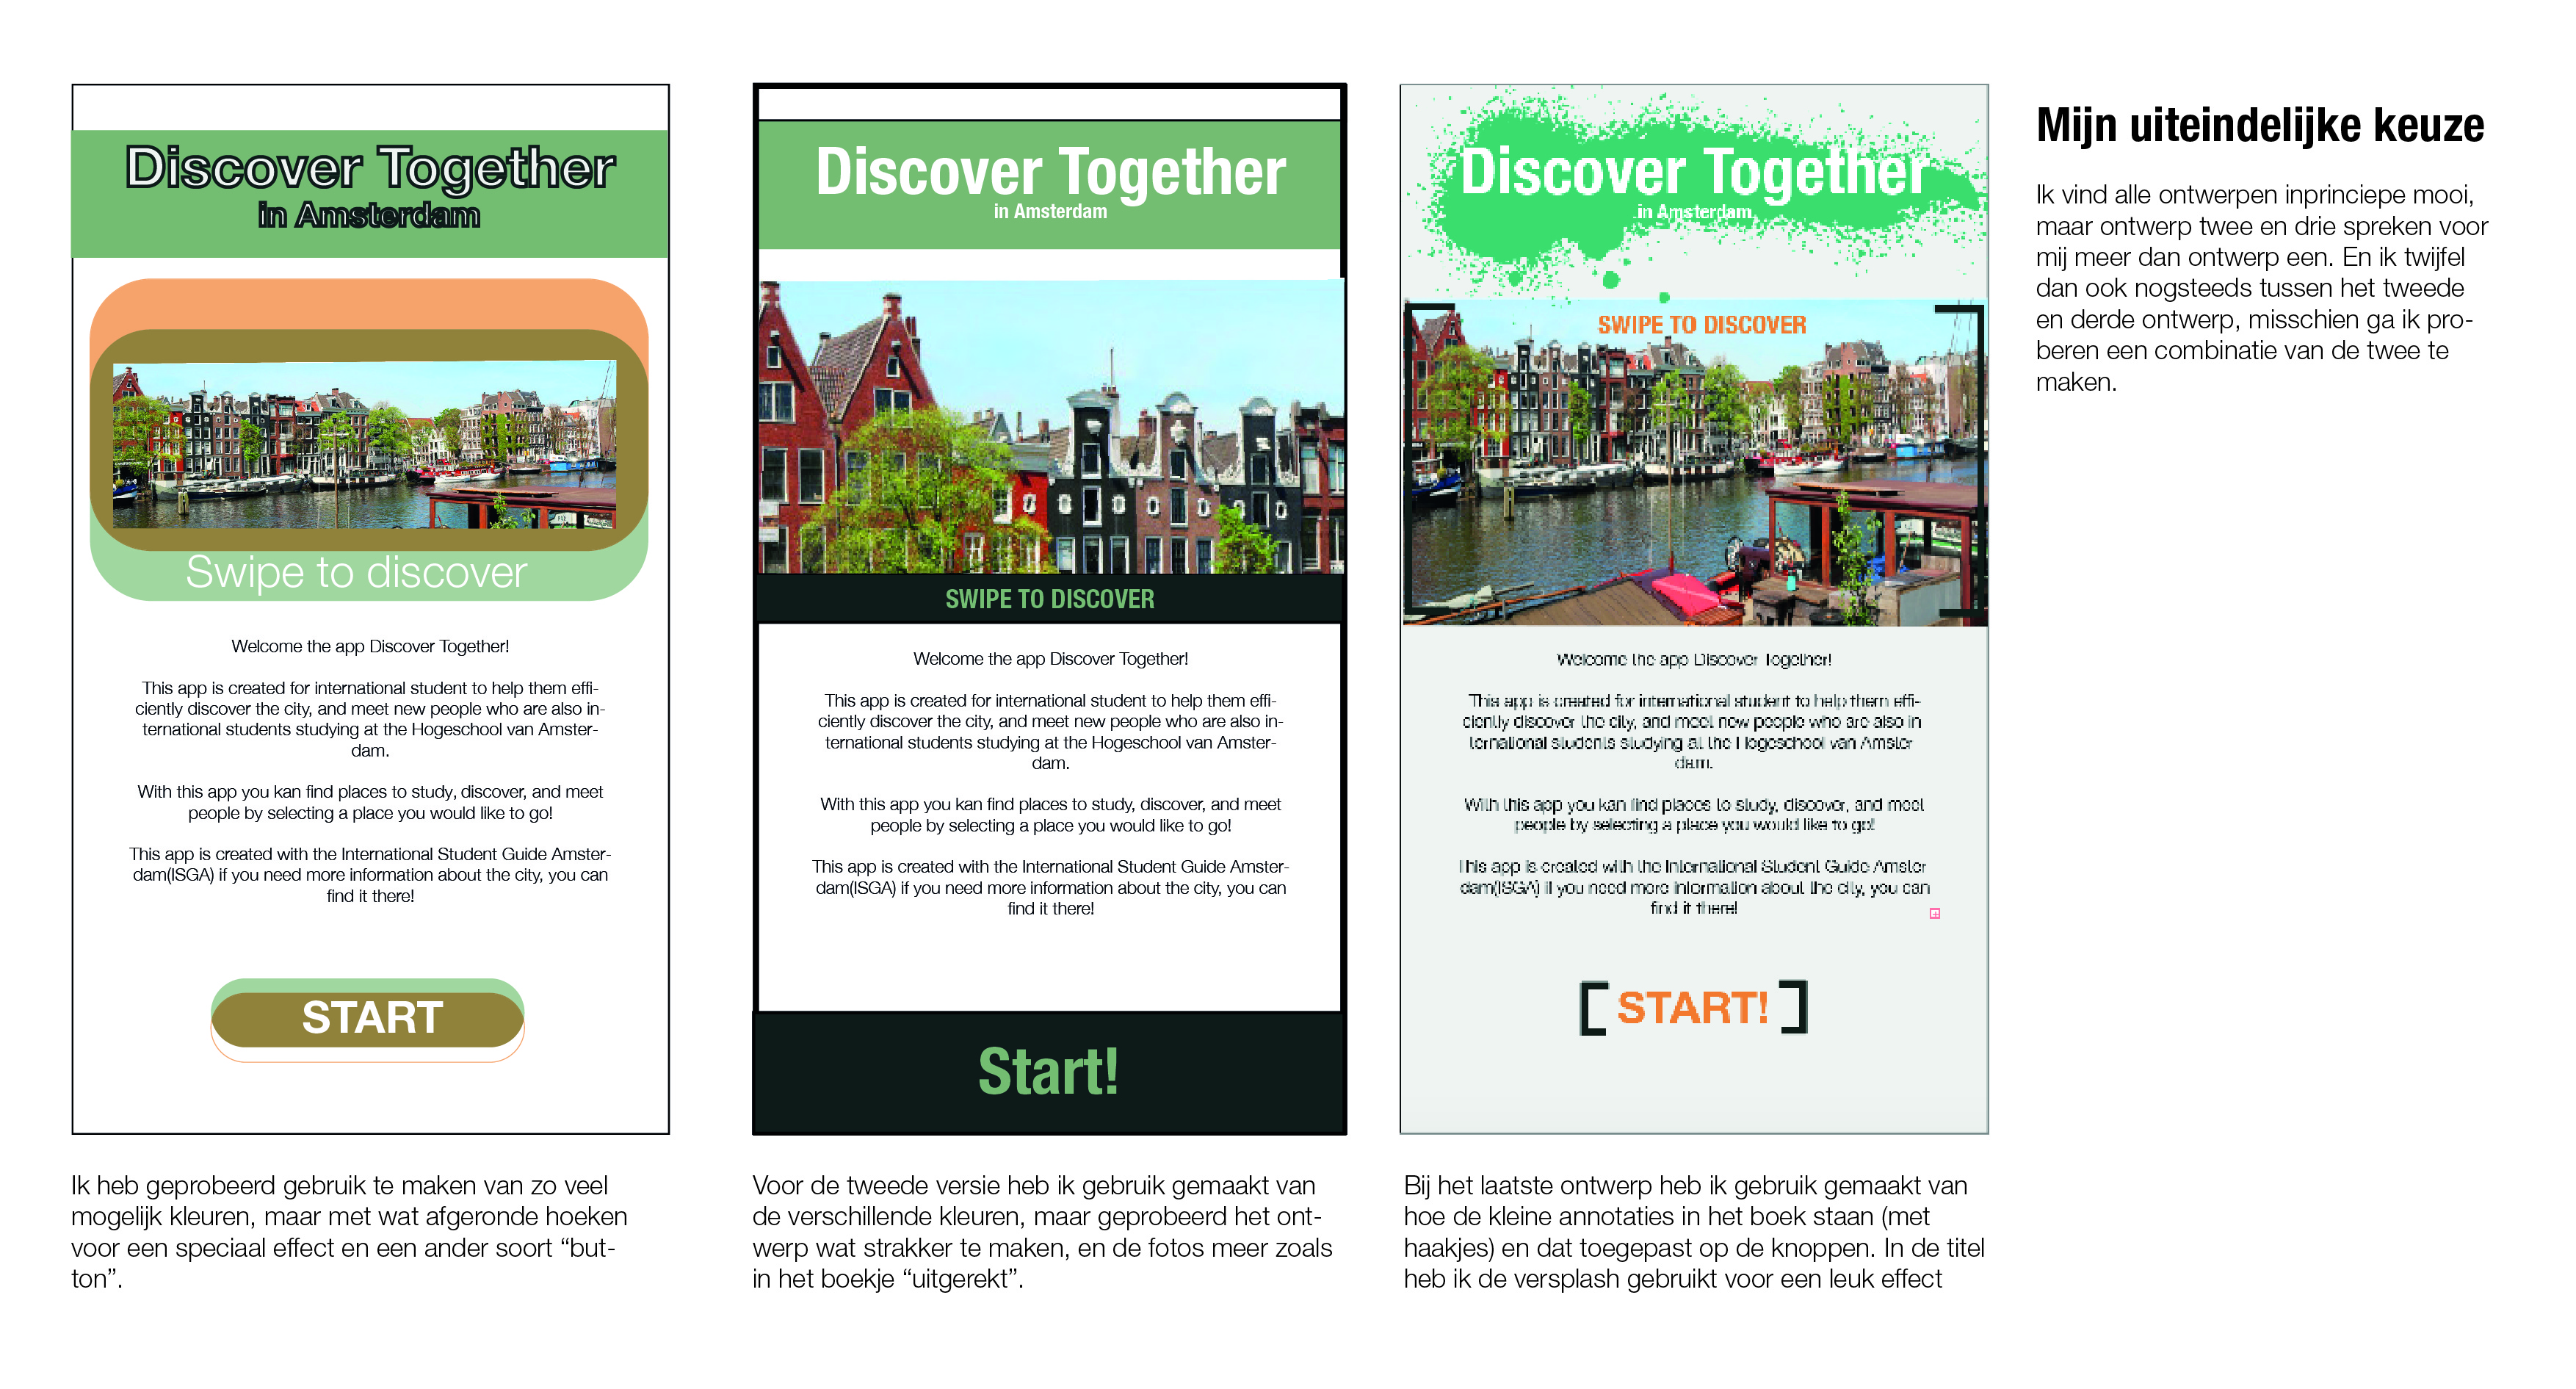 Discover Together
in Amsterdam
Swipe to discover
Welcome the app Discover Together!
This app is created for international student to help them effi-
ciently discover the city, and meet new people who are also in-
ternational students studying at the Hogeschool van Amster-
dam.
With this app you kan find places to study, discover, and meet
people by selecting a place you would like to go!
This app is created with the International Student Guide Amster-
dam(ISGA) if you need more information about the city, you can
find it there!
START
Ik heb geprobeerd gebruik te maken van zo veel
mogelijk kleuren, maar met wat afgeronde hoeken
voor een speciaal effect en een ander soort “but-
ton”.
Discover Together
in Amsterdam
SWIPE TO DISCOVER
Welcome the app Discover Together!
This app is created for international student to help them effi-
ciently discover the city, and meet new people who are also in-
ternational students studying at the Hogeschool van Amster-
dam.
With this app you kan find places to study, discover, and meet
people by selecting a place you would like to go!
This app is created with the International Student Guide Amster-
dam(ISGA) if you need more information about the city, you can
find it there!
Start!
Voor de tweede versie heb ik gebruik gemaakt van
de verschillende kleuren, maar geprobeerd het ont-
werp wat strakker te maken, en de fotos meer zoals
in het boekje “uitgerekt”.
Discover Together
in Amsterdam
SWIPE TO DISCOVER
Welcome the app Discover Together!
This app is created for international student to help them effi-
ciently discover the city, and meet new people who are also in
ternational students studying at the Hogeschool van Amster
dam.
With this app you kan find places to study, discover, and meet
people by selecting a place you would like to go!
This app is created with the International Student Guide Amster
dam(ISGA) if you need more information about the city, you can
find it there!
[ START! ]
Bij het laatste ontwerp heb ik gebruik gemaakt van
hoe de kleine annotaties in het boek staan (met
haakjes) en dat toegepast op de knoppen. In de titel
heb ik de versplash gebruikt voor een leuk effect
Mijn uiteindelijke keuze
Ik vind alle ontwerpen inprinciepe mooi,
maar ontwerp twee en drie spreken voor
mij meer dan ontwerp een. En ik twijfel
dan ook nogsteeds tussen het tweede
en derde ontwerp, misschien ga ik pro-
beren een combinatie van de twee te
maken.